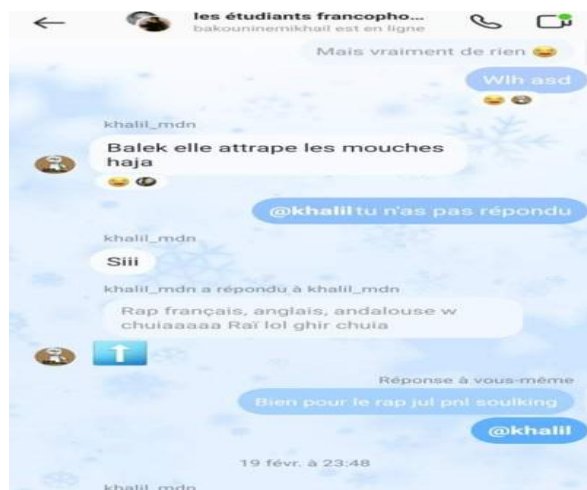 les étudiants francopho...
bakouninemikhail est en ligne
Mais vraiment de rien 😂
Wlh asd
khalil_mdn
Balek elle attrape les mouches
haja
@khalil tu n'as pas répondu
khalil_mdn
Siii
khalil_mdn a répondu à khalil_mdn
Rap français, anglais, andalouse w
chuiaaaaa Raï lol ghir chuia
Réponse à vous-même
Bien pour le rap jul pnl soulking
@khalil
19 févr. à 23:48
khalil_mdn